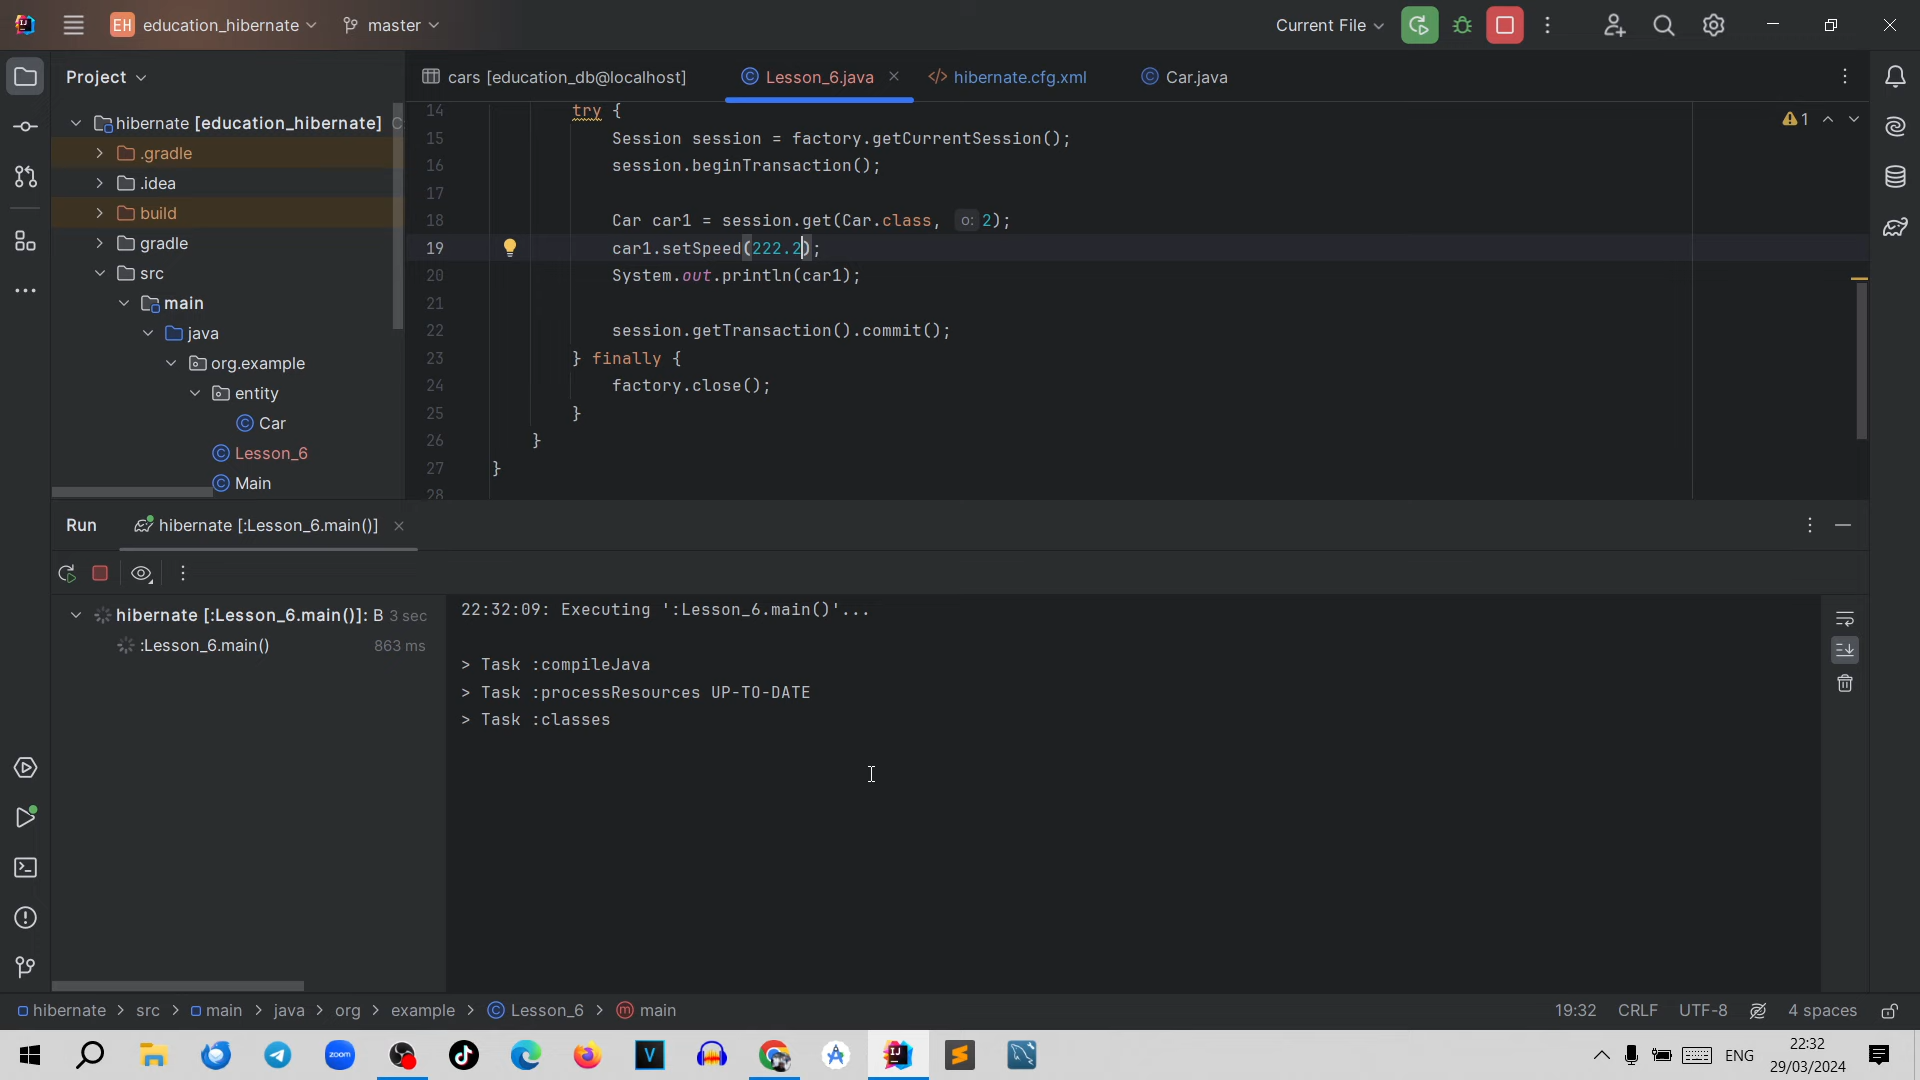 EH education_hibernate master Current File
Project
cars [education_db@localhost] Lesson_6.java hibernate.cfg.xml Car.java
hibernate [education_hibernate] C
.gradle
.idea
build
gradle
src
main
java
org.example
entity
Car
Lesson_6
Main
14 try {
15 Session session = factory.getCurrentSession();
16 session.beginTransaction();
17
18 Car car1 = session.get(Car.class, o: 2);
19 car1.setSpeed(222.2);
20 System.out.println(car1);
21
22 session.getTransaction().commit();
23 } finally {
24 factory.close();
25 }
26 }
27 }
28
1
Run hibernate [:Lesson_6.main()]
hibernate [:Lesson_6.main()]: B 3 sec
:Lesson_6.main() 863 ms
22:32:09: Executing ':Lesson_6.main()'...
> Task :compileJava
> Task :processResources UP-TO-DATE
> Task :classes
hibernate > src > main > java > org > example > Lesson_6 > main
19:32 CRLF UTF-8 4 spaces
zoom
V
IJ
ENG
22:32
29/03/2024